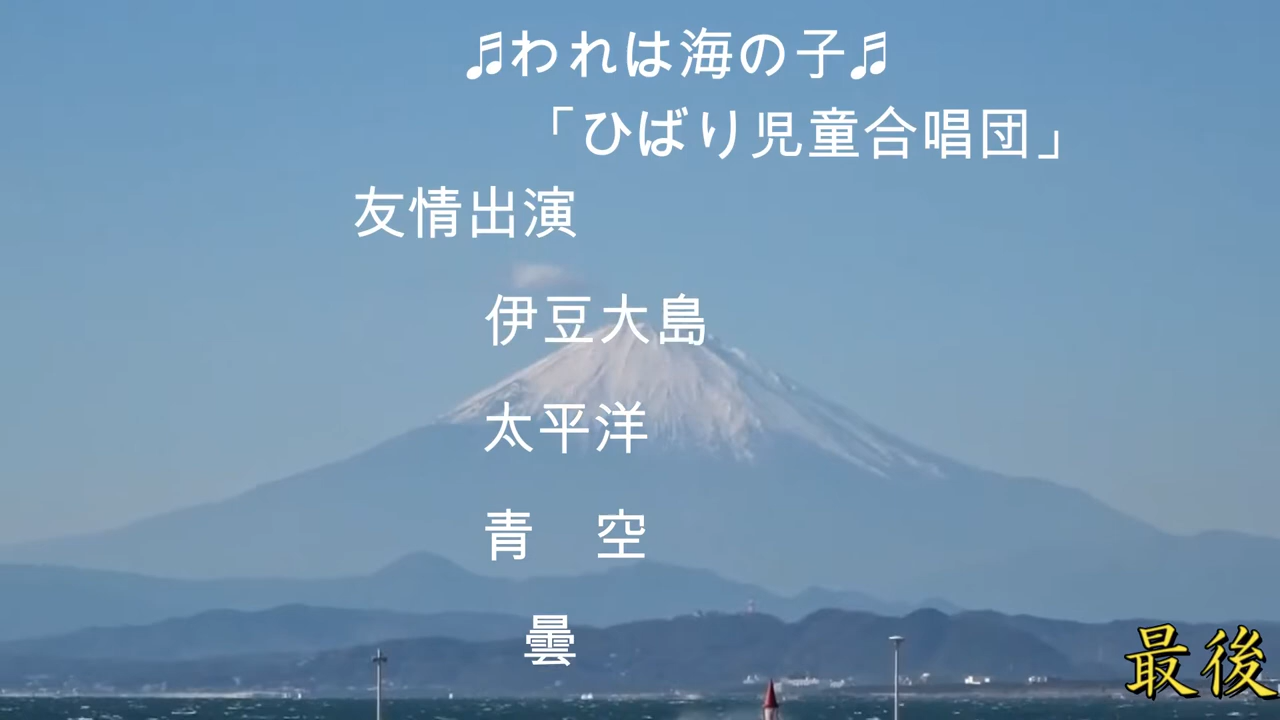 ♬われは海の子♬
「ひばり児童合唱団」
友情出演
伊豆大島
太平洋
青　空
曇
最後